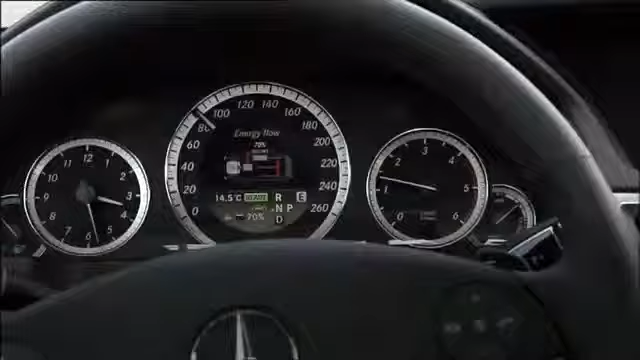 11 12 1
10 2
9 3
8 4
7 6 5
0 20 40 60 80 100 120 140 160 180 200 220 240 260
Energy flow
70%
14.5°C READY
70%
R
N P
D
E
0 1 2 3 4 5 6